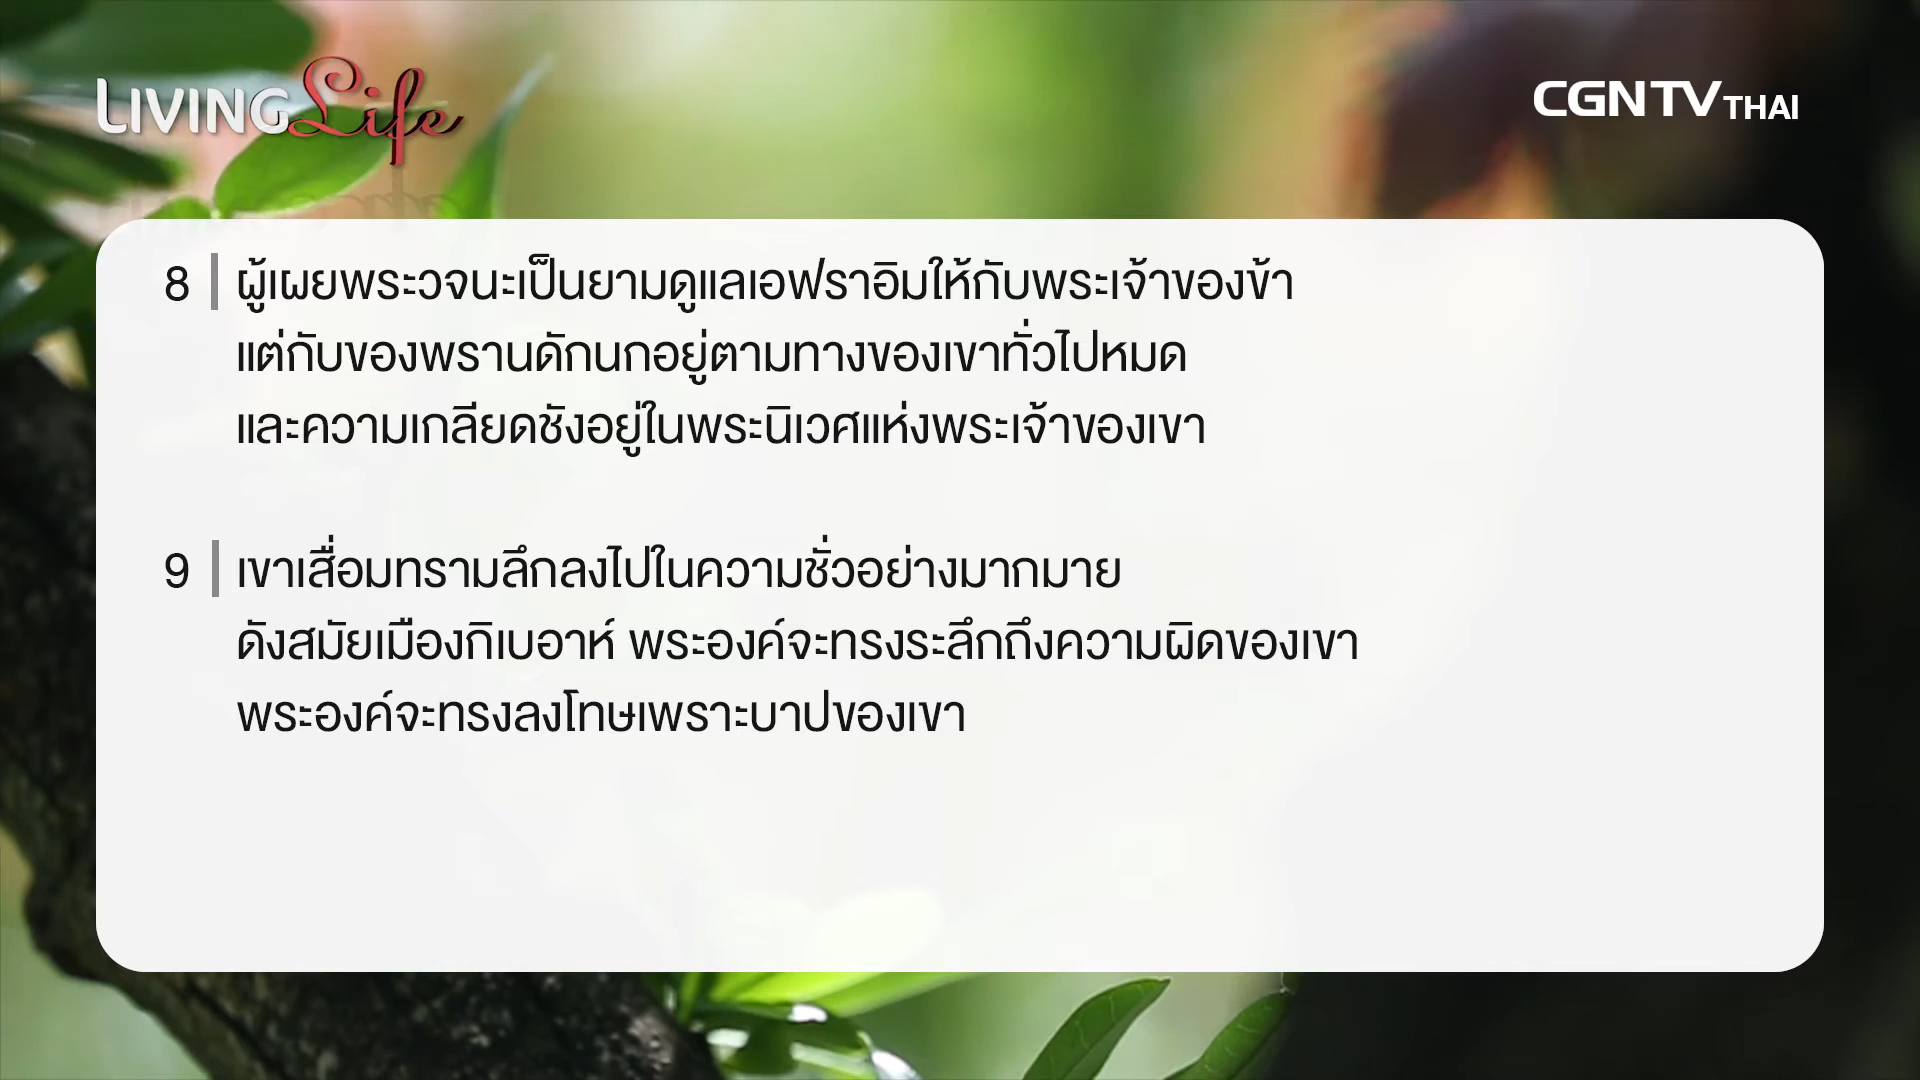 LIVING Life
CGNTV THAI
8 ผู้เผยพระวจนะเป็นยามดูแลเอฟราอิมให้กับพระเจ้าของข้า
แต่กับของพรานดักนกอยู่ตามทางของเขาทั่วไปหมด
และความเกลียดชังอยู่ในพระนิเวศแห่งพระเจ้าของเขา
9 เขาเสื่อมทรามลึกลงไปในความชั่วอย่างมากมาย
ดังสมัยเมืองกิเบอาห์ พระองค์จะทรงระลึกถึงความผิดของเขา
พระองค์จะทรงลงโทษเพราะบาปของเขา